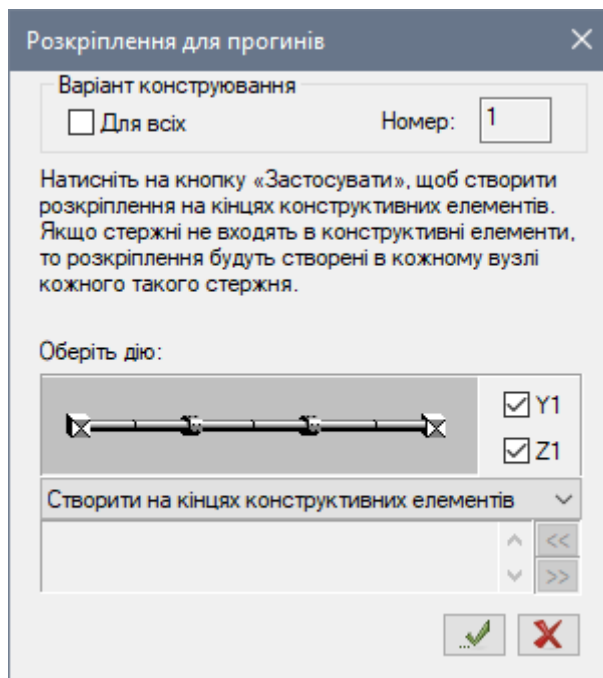 Розкріплення для прогинів
Варіант конструювання
Для всіх
Номер: 1
Натисніть на кнопку «Застосувати», щоб створити
розкріплення на кінцях конструктивних елементів.
Якщо стержні не входять в конструктивні елементи,
то розкріплення будуть створені в кожному вузлі
кожного такого стержня.
Оберіть дію:
Y1
Z1
Створити на кінцях конструктивних елементів
<<
>>